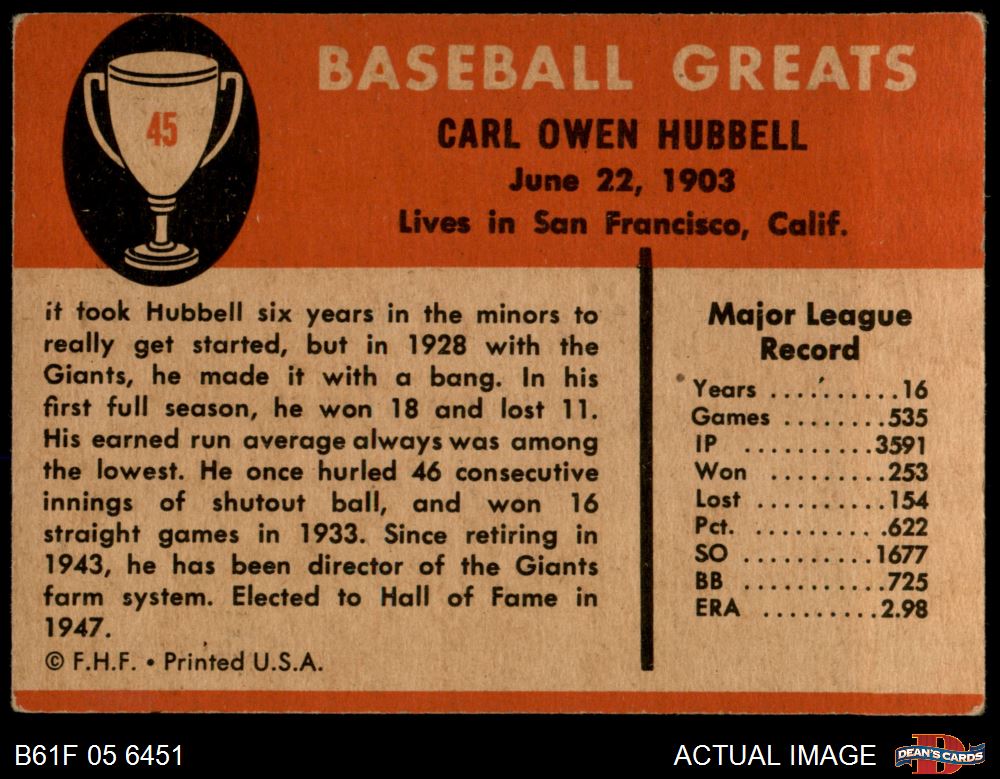 45
BASEBALL GREATS
CARL OWEN HUBBELL
June 22, 1903
Lives in San Francisco, Calif.
it took Hubbell six years in the minors to
really get started, but in 1928 with the
Giants, he made it with a bang. In his
first full season, he won 18 and lost 11.
His earned run average always was among
the lowest. He once hurled 46 consecutive
innings of shutout ball, and won 16
straight games in 1933. Since retiring in
1943, he has been director of the Giants
farm system. Elected to Hall of Fame in
1947.
© F.H.F. • Printed U.S.A.
Major League
Record
Years ..........16
Games ........535
IP ..........3591
Won .........253
Lost ..........154
Pct. ...........622
SO ..........1677
BB ..........725
ERA .........2.98
B61F 05 6451
ACTUAL IMAGE
DEAN'S CARDS